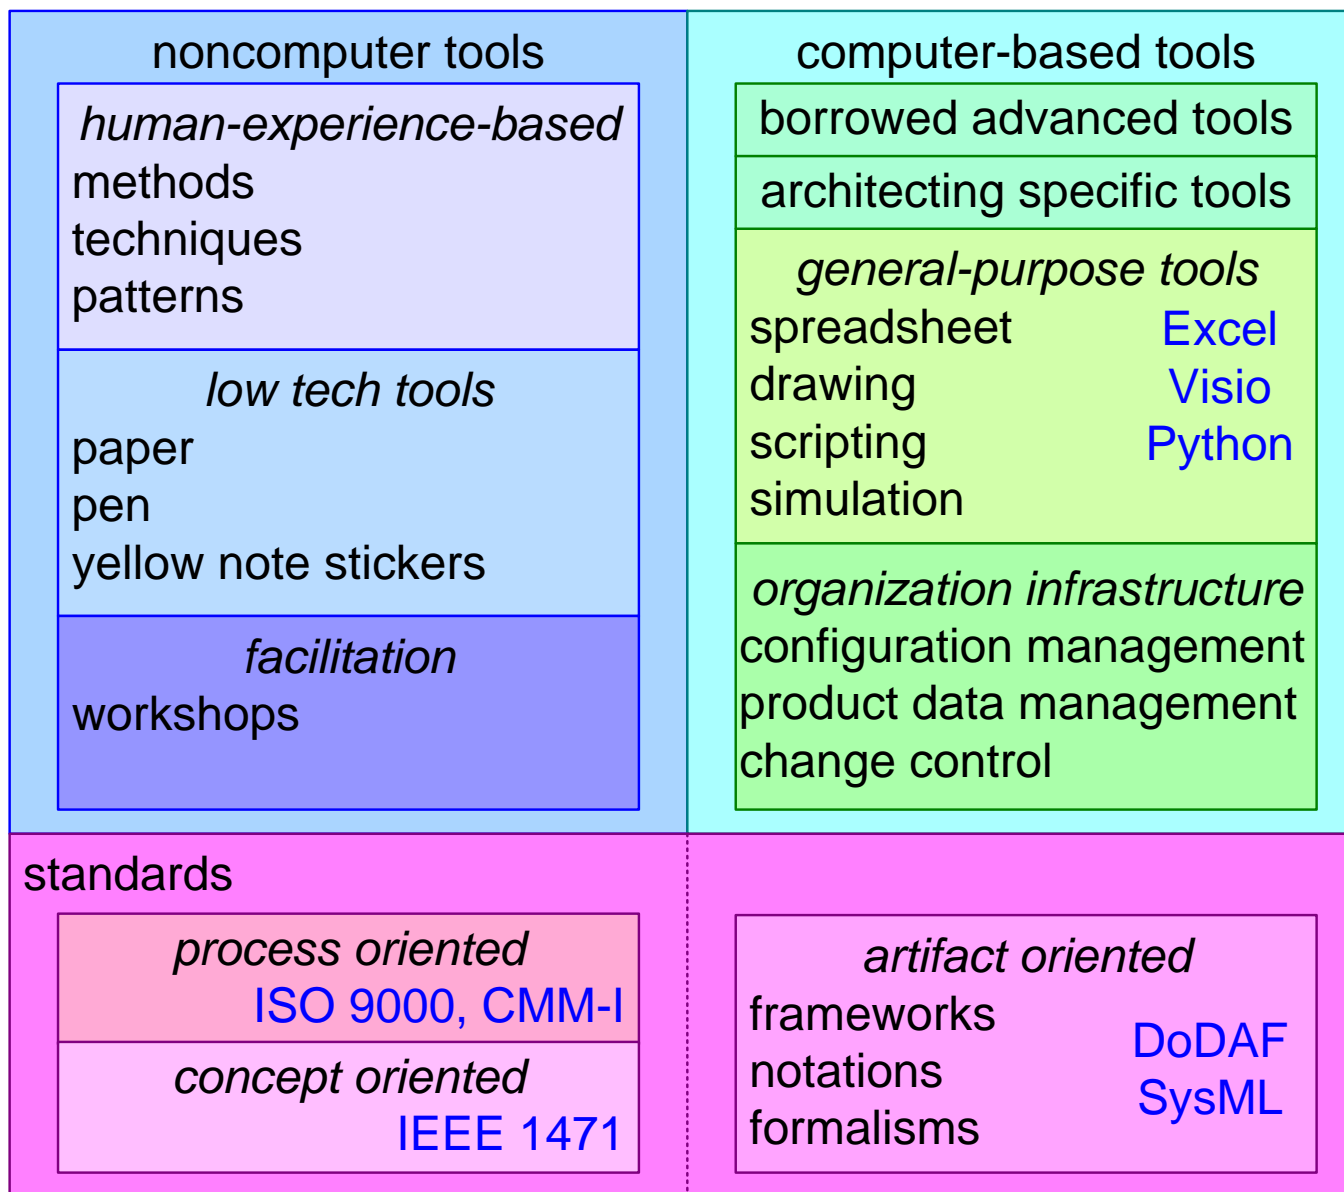 noncomputer tools
human-experience-based
methods
techniques
patterns
low tech tools
paper
pen
yellow note stickers
facilitation
workshops
computer-based tools
borrowed advanced tools
architecting specific tools
general-purpose tools
spreadsheet Excel
drawing Visio
scripting Python
simulation
organization infrastructure
configuration management
product data management
change control
standards
process oriented
ISO 9000, CMM-I
concept oriented
IEEE 1471
artifact oriented
frameworks DoDAF
notations SysML
formalisms